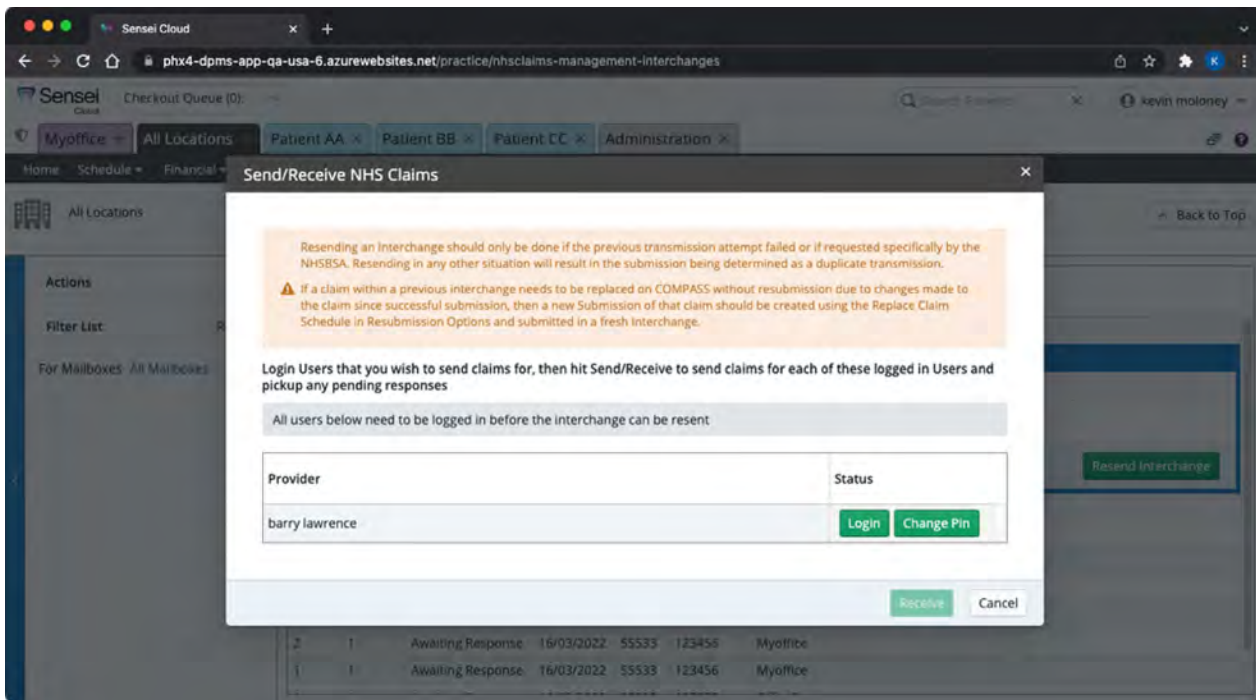 Sensei Cloud
phx4-dpms-app-qa-usa-6.azurewebsites.net/practice/nhsclaims-management-interchanges
K
Sensei Checkout Queue (0):
Cloud
kevin moloney
Myoffice All Locations Patient AA Patient BB Patient CC Administration
Home Schedule Financial
Send/Receive NHS Claims
All Locations
Back to Top
Resending an Interchange should only be done if the previous transmission attempt failed or if requested specifically by the
NHSBSA. Resending in any other situation will result in the submission being determined as a duplicate transmission.
Actions
If a claim within a previous interchange needs to be replaced on COMPASS without resubmission due to changes made to
the claim since successful submission, then a new Submission of that claim should be created using the Replace Claim
Schedule in Resubmission Options and submitted in a fresh Interchange.
Filter List
R
For Mailboxes All Mailboxes
Login Users that you wish to send claims for, then hit Send/Receive to send claims for each of these logged in Users and
pickup any pending responses
All users below need to be logged in before the interchange can be resent
Provider Status
Resend Interchange
barry lawrence Login Change Pin
Receive Cancel
2 1 Awaiting Response 16/03/2022 55533 123456 Myoffice
1 1 Awaiting Response 16/03/2022 55533 123456 Myoffice